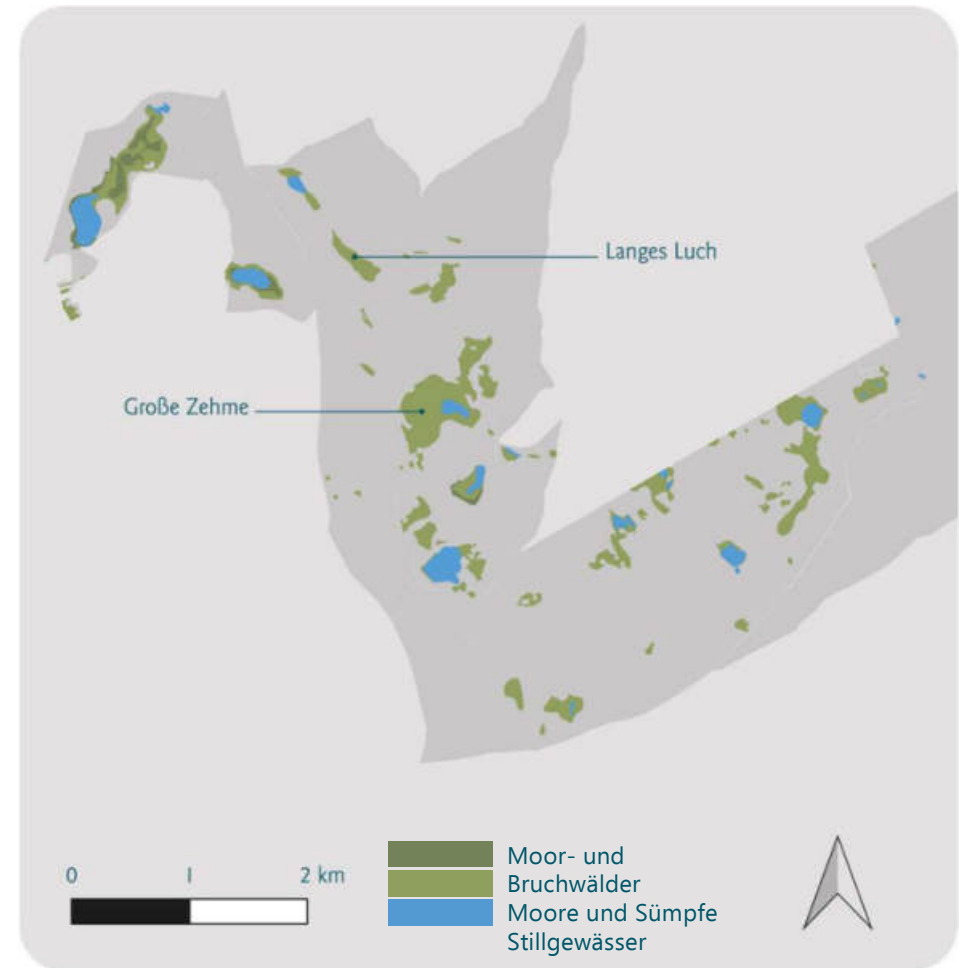 Langes Luch
Große Zehme
0 1 2 km
Moor- und
Bruchwälder
Moore und Sümpfe
Stillgewässer